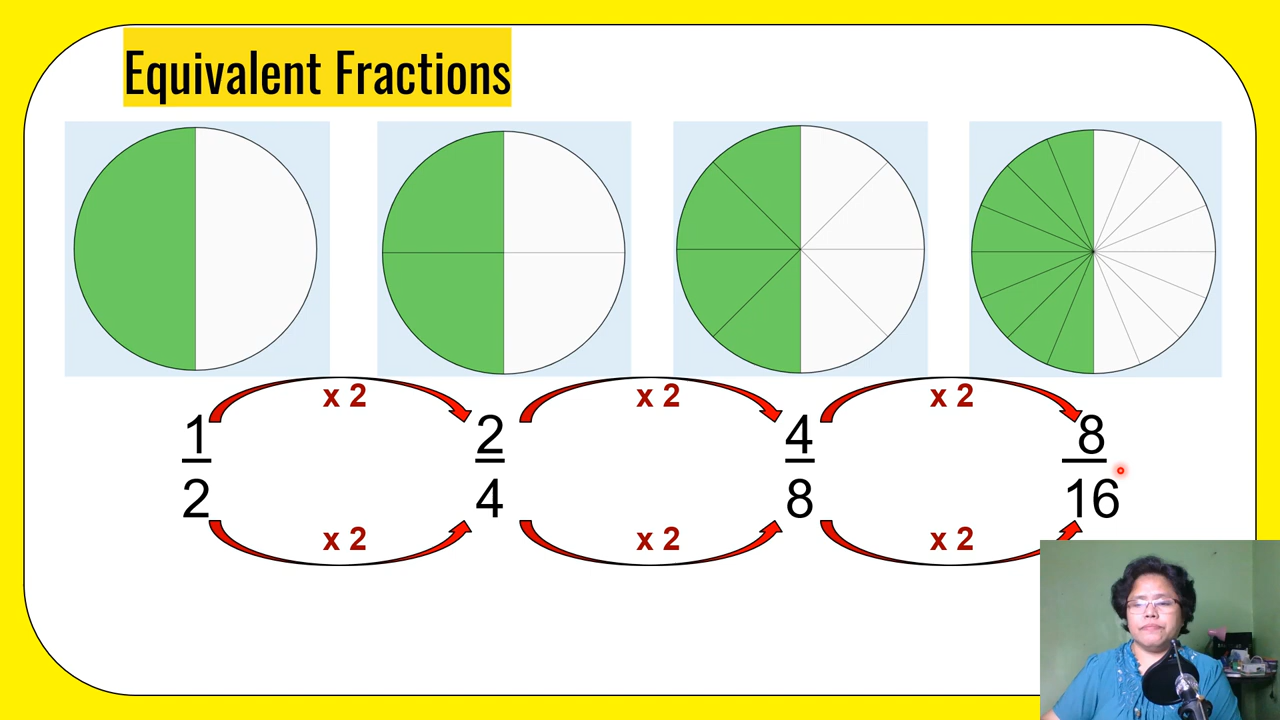 Equivalent Fractions
x 2 x 2 x 2
1 2 4 8
2 4 8 16
x 2 x 2 x 2